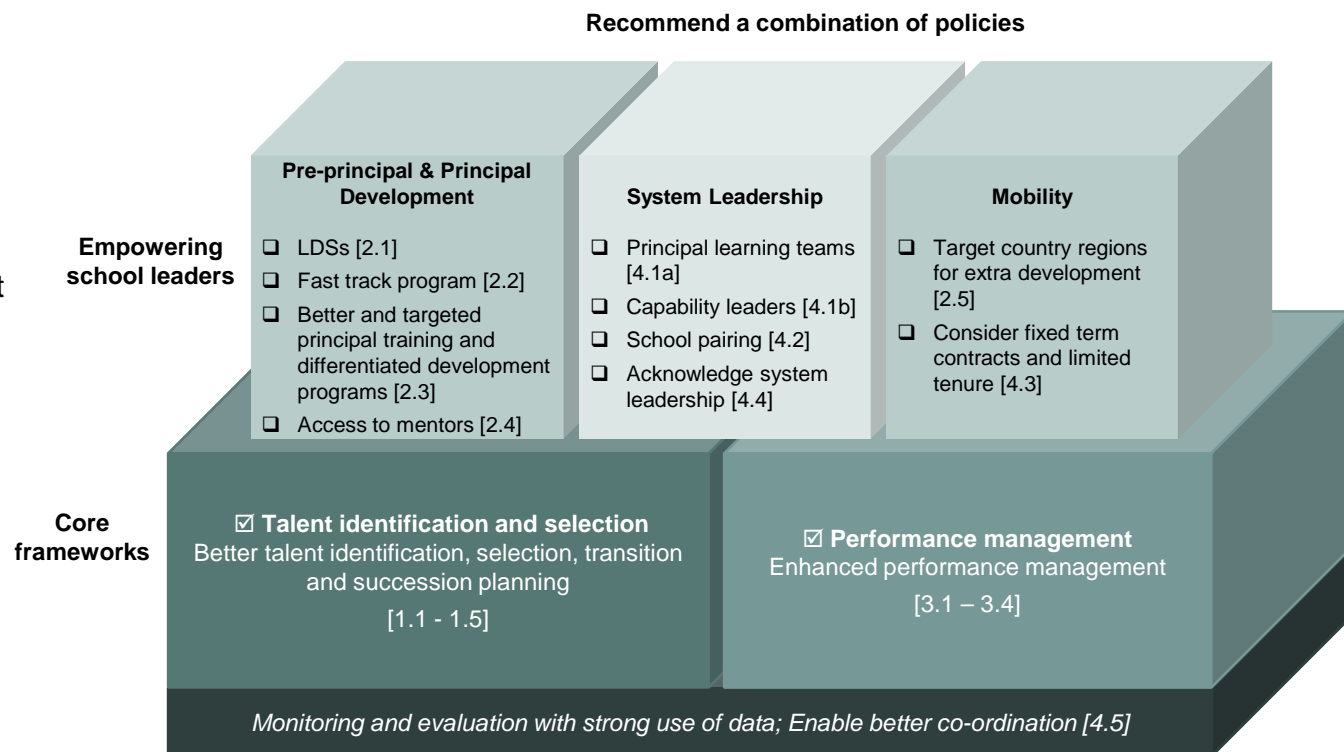 Recommend a combination of policies
Empowering
school leaders
t
Pre-principal & Principal
Development
❑ LDSs [2.1]
❑ Fast track program [2.2]
❑ Better and targeted
principal training and
differentiated development
programs [2.3]
❑ Access to mentors [2.4]
System Leadership
❑ Principal learning teams
[4.1a]
❑ Capability leaders [4.1b]
❑ School pairing [4.2]
❑ Acknowledge system
leadership [4.4]
Mobility
❑ Target country regions
for extra development
[2.5]
❑ Consider fixed term
contracts and limited
tenure [4.3]
Core
frameworks
☑ Talent identification and selection
Better talent identification, selection, transition
and succession planning
[1.1 - 1.5]
☑ Performance management
Enhanced performance management
[3.1 – 3.4]
Monitoring and evaluation with strong use of data; Enable better co-ordination [4.5]